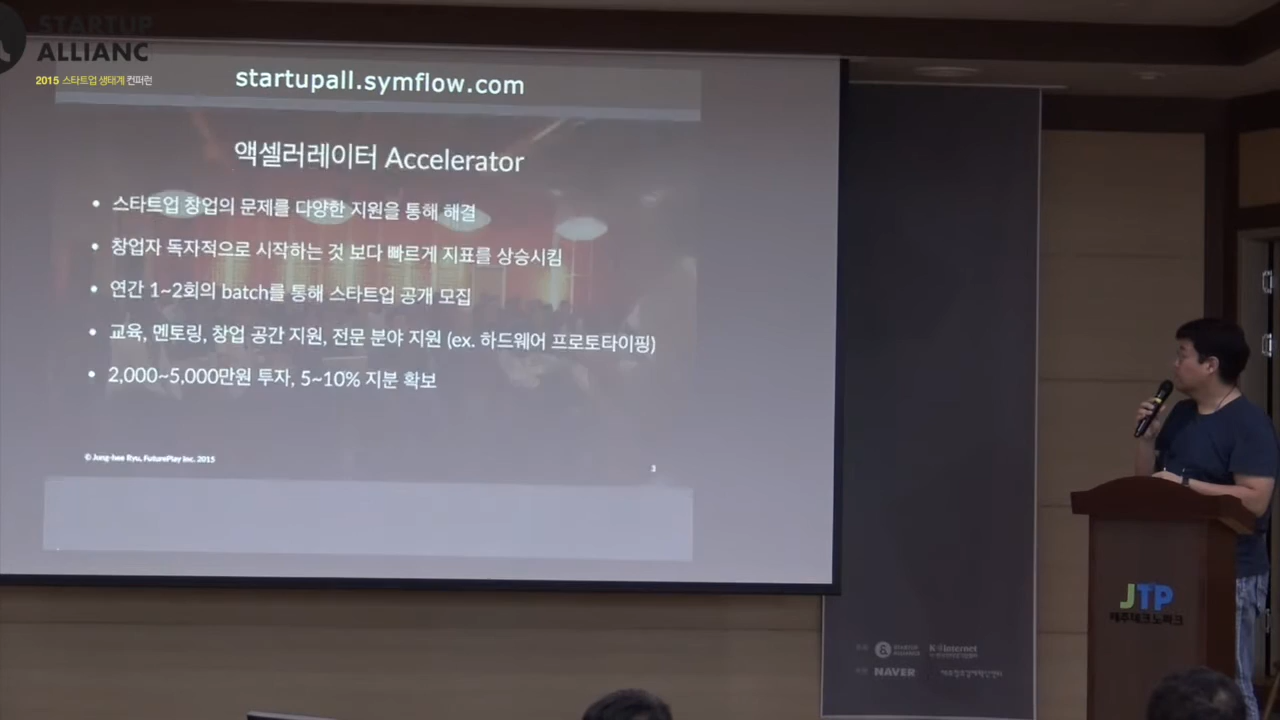 STARTUP
ALLIANC
2015 스타트업 생태계 컨퍼런
startupall.symflow.com
액셀러레이터 Accelerator
• 스타트업 창업의 문제를 다양한 지원을 통해 해결
• 창업자 독자적으로 시작하는 것 보다 빠르게 지표를 상승시킴
• 연간 1~2회의 batch를 통해 스타트업 공개 모집
• 교육, 멘토링, 창업 공간 지원, 전문 분야 지원 (ex. 하드웨어 프로토타이핑)
• 2,000~5,000만원 투자, 5~10% 지분 확보
© Jung-hee Ryu, FuturePlay Inc. 2015
3
JTP
제주테크노파크
STARTUP
ALLIANCE
NAVER